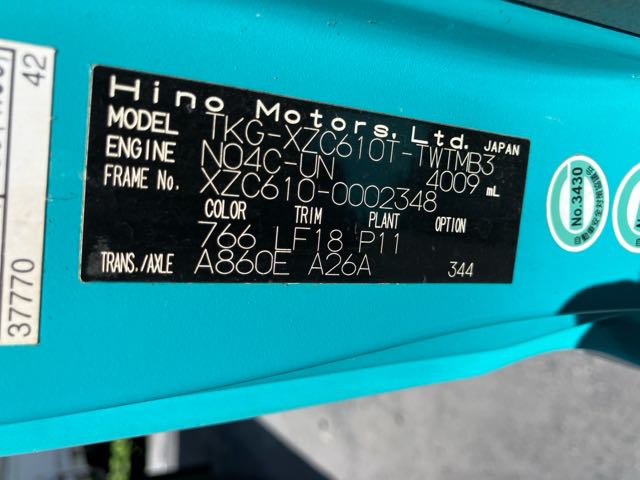 Hino Motors, Ltd. JAPAN
MODEL TKG-XZC610T-TWTMB3
ENGINE N04C-UN 4009 mL
FRAME No. XZC610-0002348
COLOR TRIM PLANT OPTION
766 LF18 P11
TRANS./AXLE A860E A26A 344
42
37770
No.3430